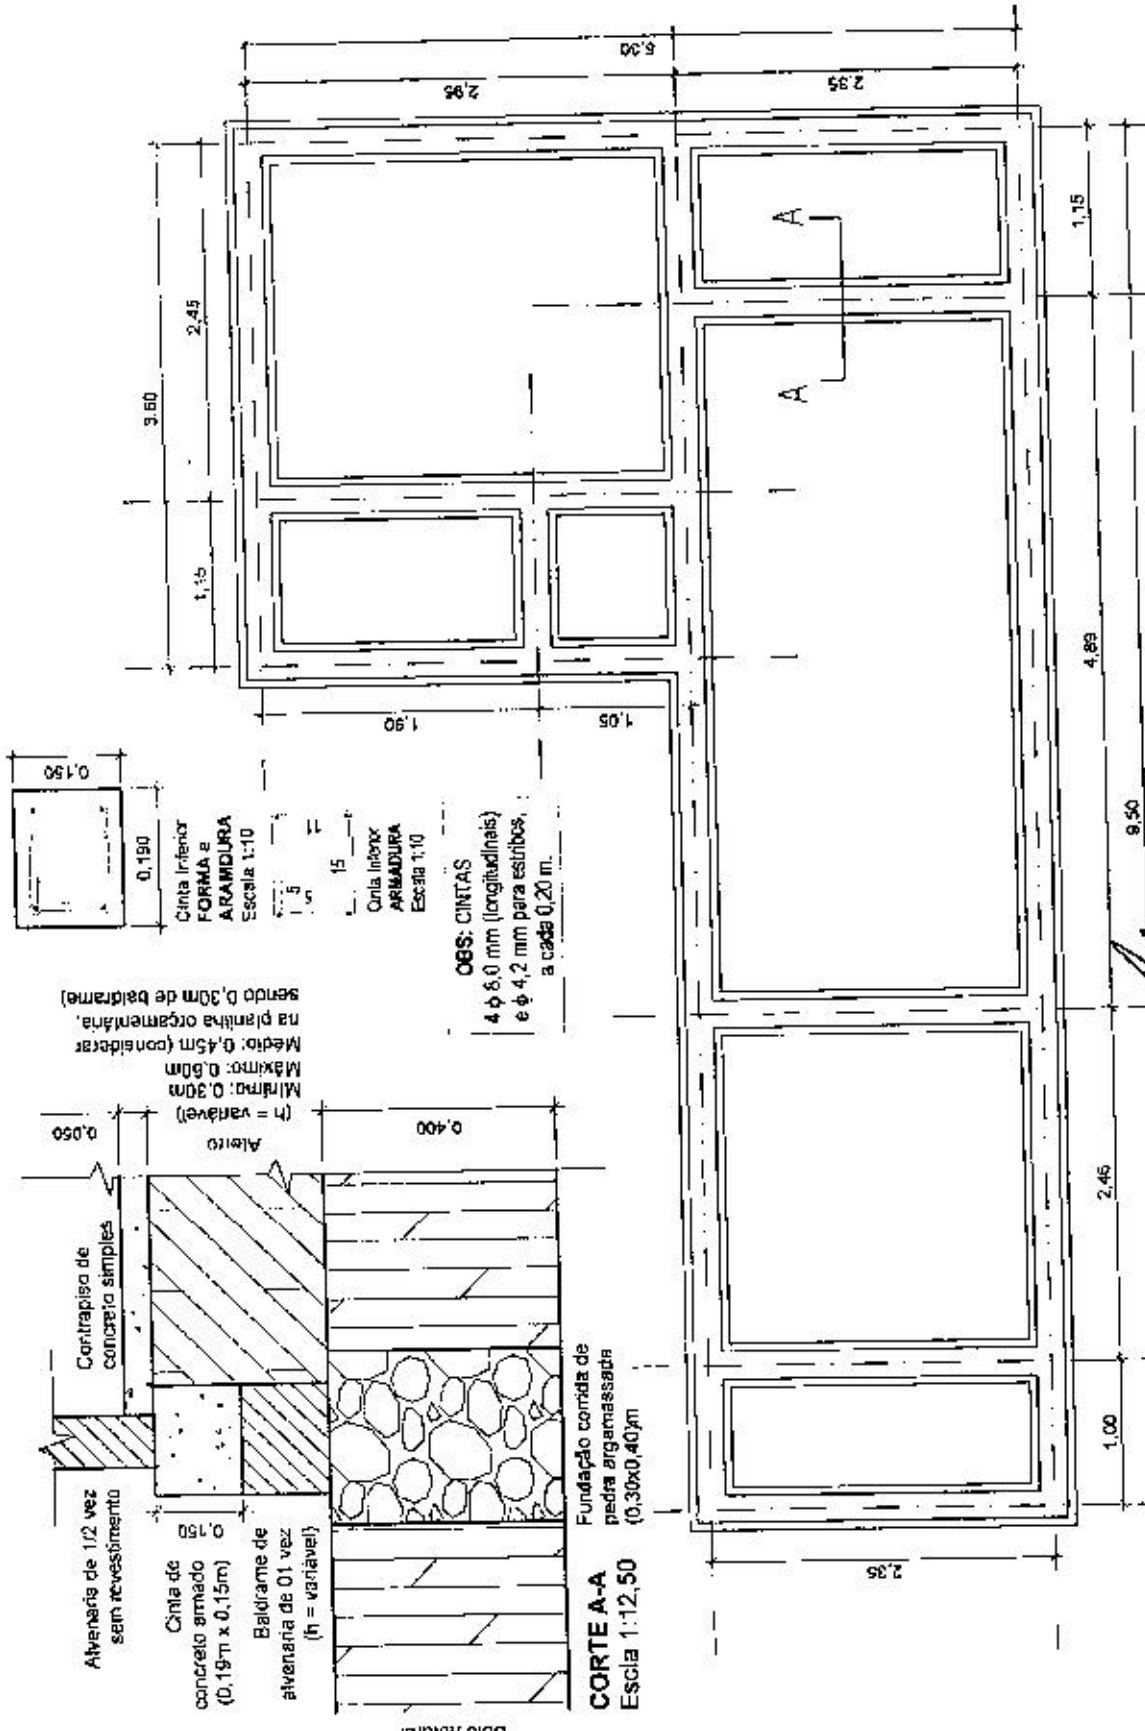 5,30
2,95
2.35
3.60
2,45
1,15
1,90
1,05
A
A
1,15
4,89
9,50
2,46
1,00
2,35
0,150
0,190
Cinta Inferior
FORMA e
ARAMDURA
Escala 1:10
15
Cinta Inferior
ARMADURA
Escala 1:10
OBS: CINTAS
4 ϕ 6,0 mm (longitudinais)
e ϕ 4,2 mm para estribos,
a cada 0,20 m.
Aterro
(h = variável)
Mínimo: 0,30m
Máximo: 0,60m
Médio: 0,45m (considerar
na planilha orçamentária,
sendo 0,30m de baldrame)
0,050
0,400
Contrapiso de
concreto simples
Alvenaria de 1/2 vez
sem revestimento
0,150
Cinta de
concreto armado
(0,19m x 0,15m)
Baldrame de
alvenaria de 01 vez
(h = variável)
Fundação corrida de
pedra argamassada
(0,30x0,40)m
CORTE A-A
Escla 1:12,50